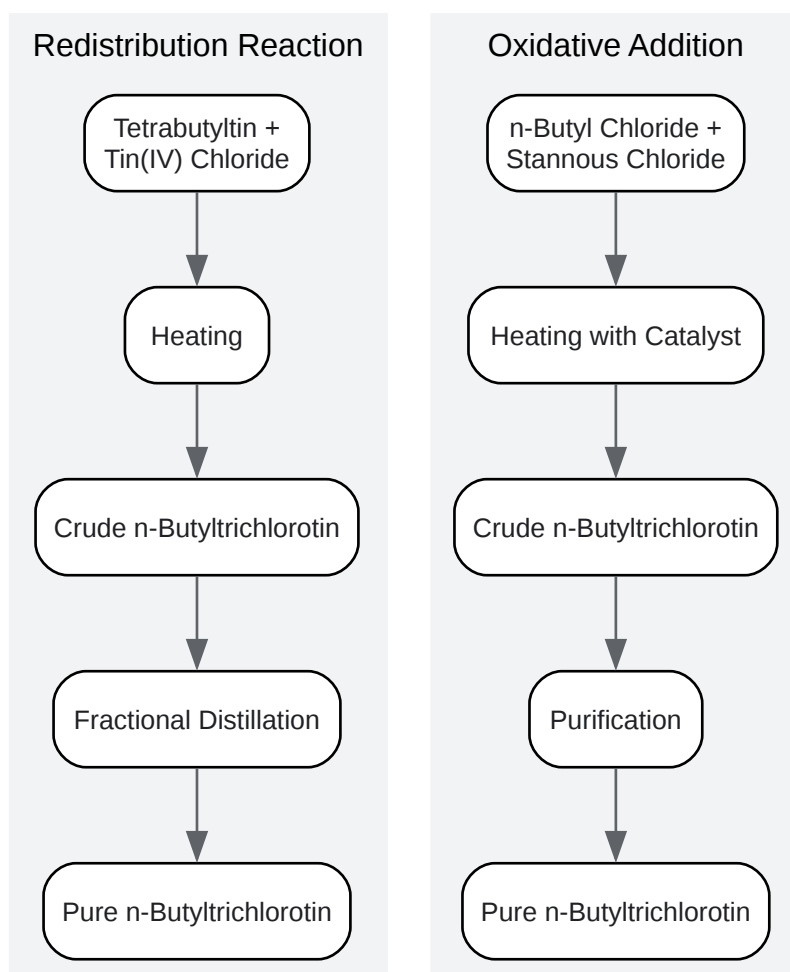 Redistribution Reaction
Tetrabutyltin +
Tin(IV) Chloride
Heating
Crude n-Butyltrichlorotin
Fractional Distillation
Pure n-Butyltrichlorotin
Oxidative Addition
n-Butyl Chloride +
Stannous Chloride
Heating with Catalyst
Crude n-Butyltrichlorotin
Purification
Pure n-Butyltrichlorotin